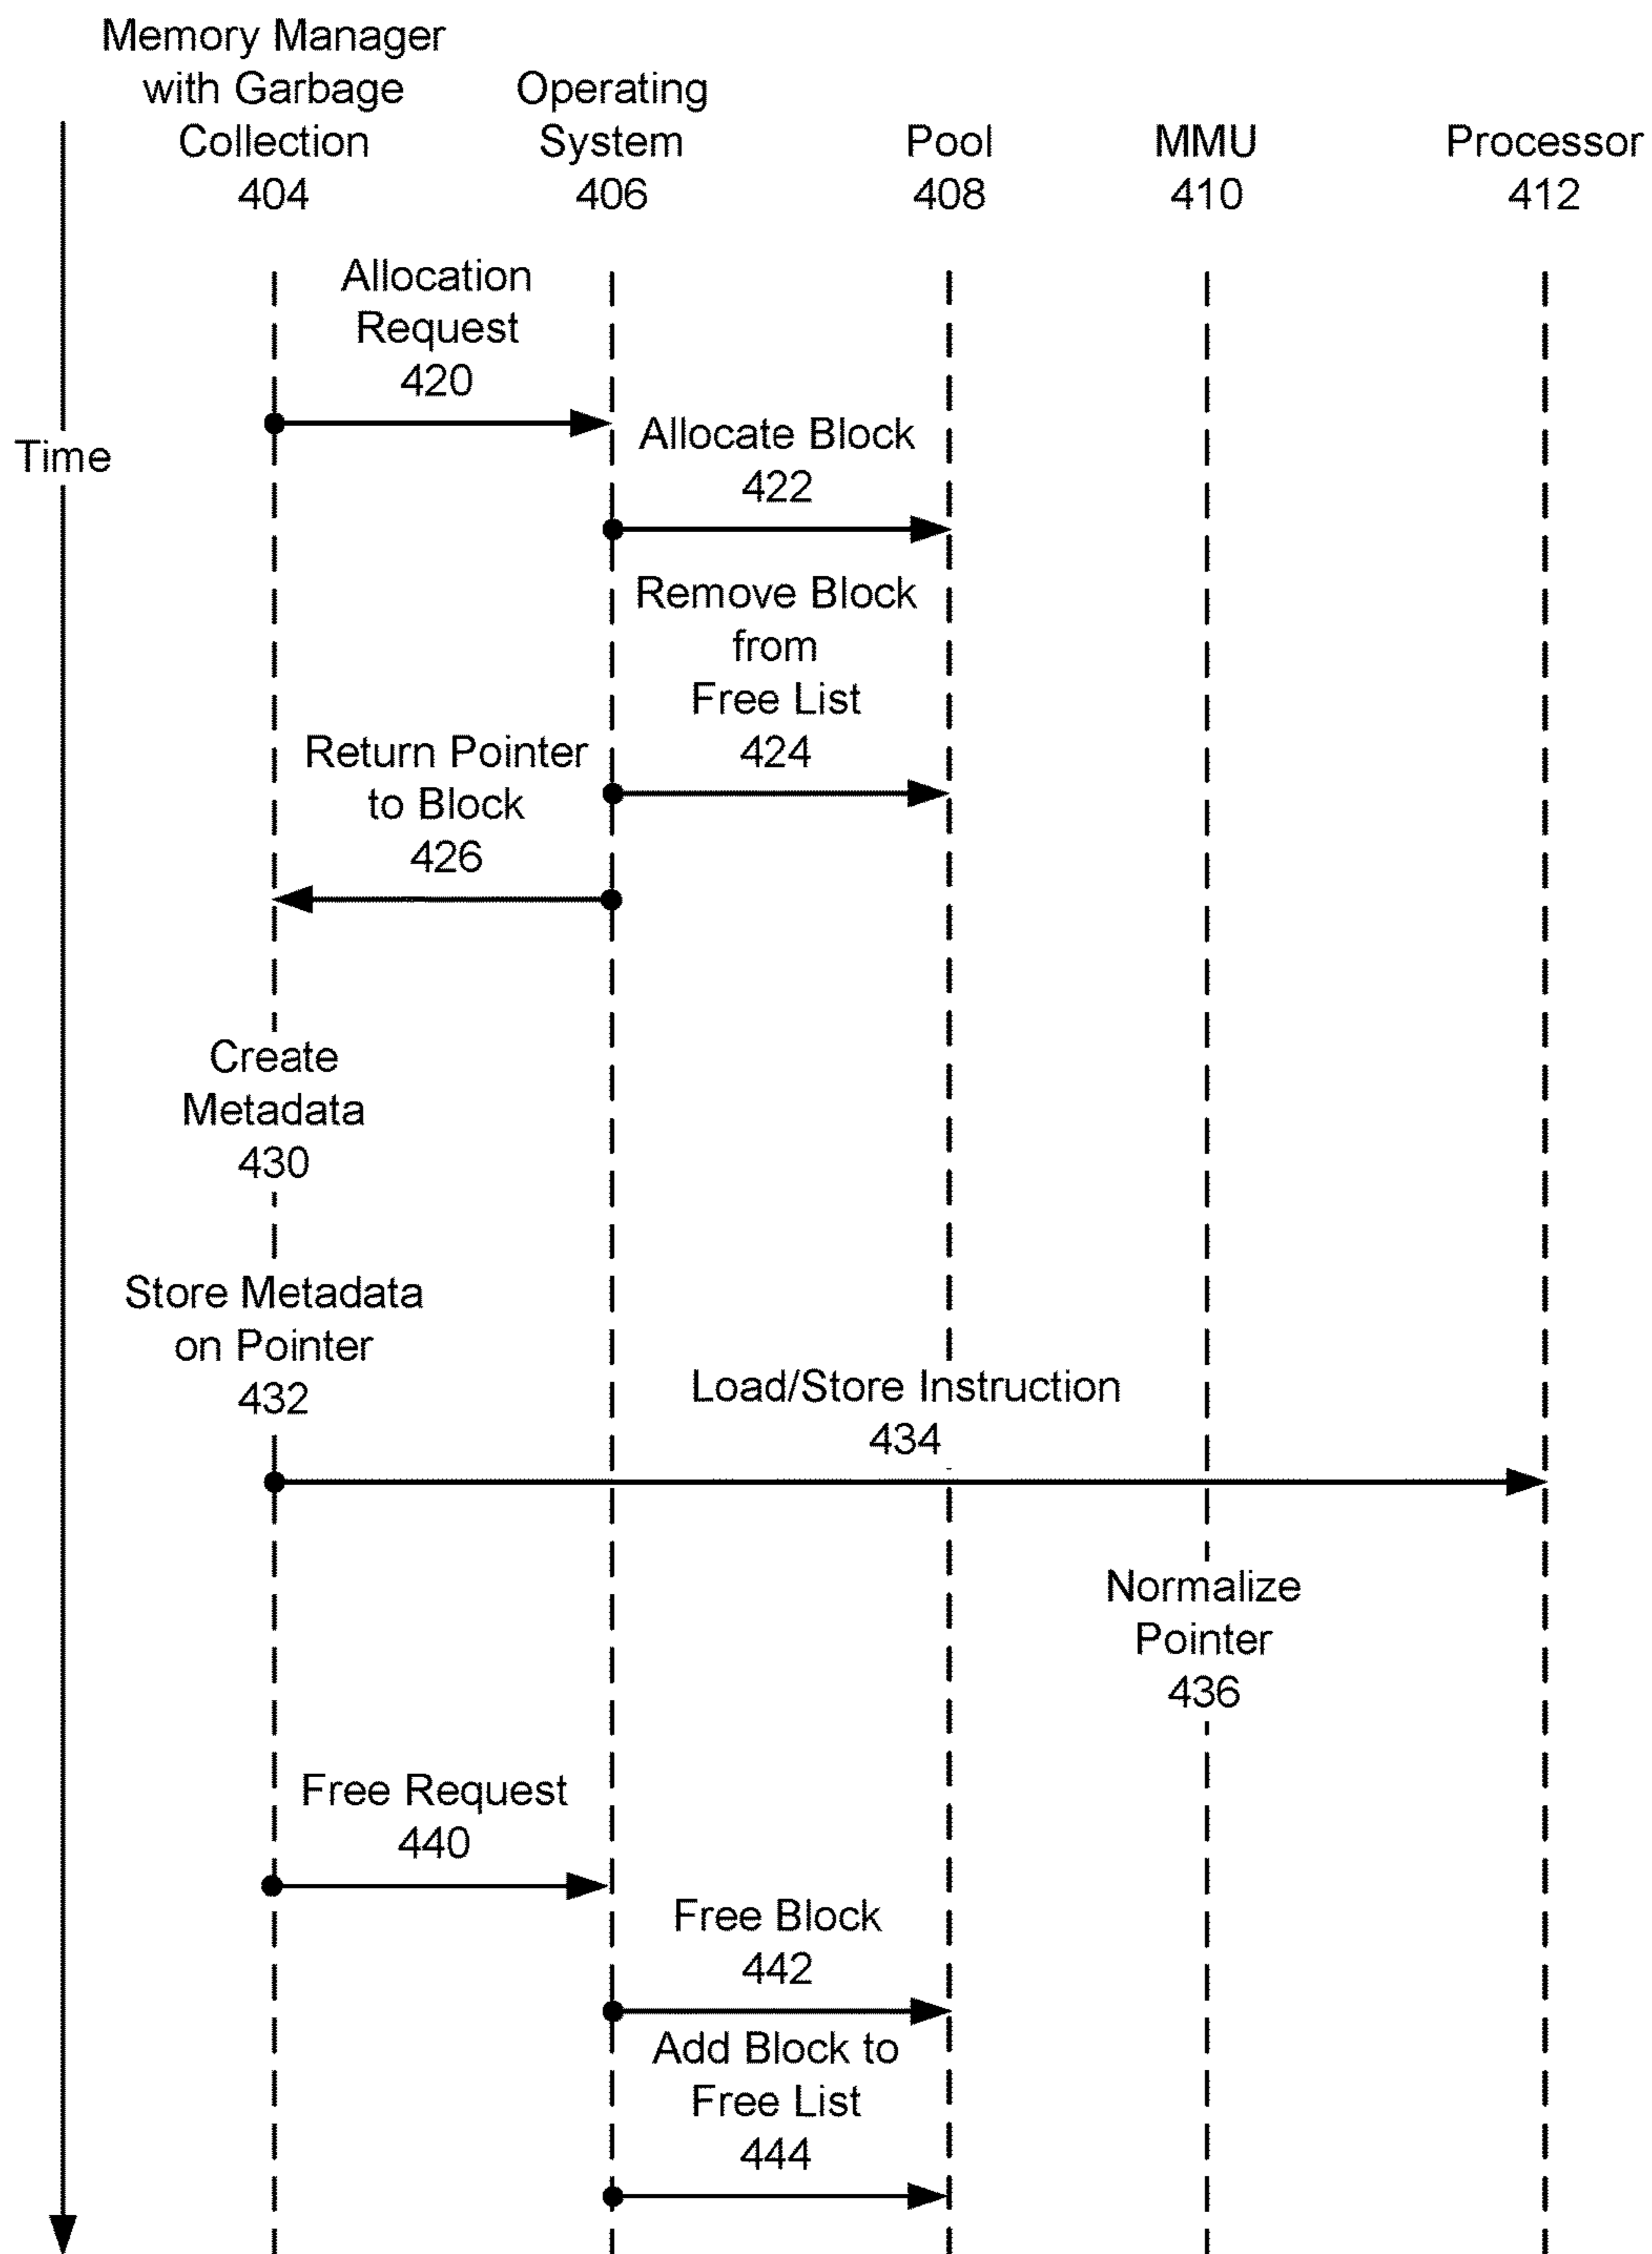 Memory Manager
with Garbage
Collection
404
Operating
System
406
Pool
408
MMU
410
Processor
412
Time
Allocation
Request
420
Allocate Block
422
Remove Block
from
Free List
424
Return Pointer
to Block
426
Create
Metadata
430
Store Metadata
on Pointer
432
Load/Store Instruction
434
Normalize
Pointer
436
Free Request
440
Free Block
442
Add Block to
Free List
444